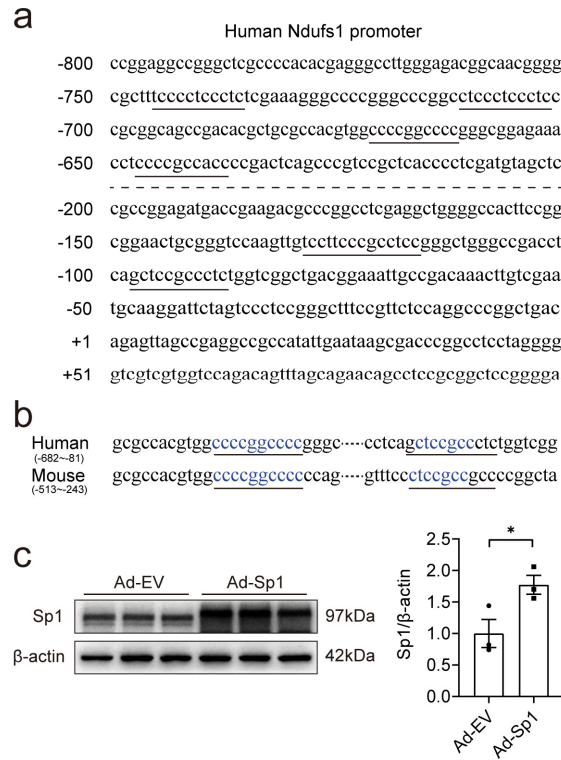 a
Human Ndufs1 promoter
-800 ccggaggccgggctcgccccacacgagggccttgggagacggcaacgggg
-750 cgctttcccctccctctcgaaagggccccgggcccggcctccctccctcc
-700 cgcggcagccgacacgctgcgccacgtggccccggccccgggcggagaaa
-650 cctccccgccaccccgactcagcccgtccgctcaccccctcgatgtagctc
-200 cgccggagatgaccgaagacgcccggcctcgaggctggggccacttccgg
-150 cggaactgcgggtccaagttgtccttcccgcctccgggctgggccgacct
-100 cagctccgccctctggtcggctgacggaaattgccgacaaacttgtcgaa
-50 tgcaaggattctagtccctccgggctttccgttctccaggcccggctgac
+1 agagttagccgaggccgccatattgaataagcgacccggcctcctagggg
+51 gtcgtcgtggtccagacagtttagcagaacagcctccgcggctccgggga
b
Human gcgccacgtggccccggccccgggc·····cctcagctccgccctctggtcgg
(-682~-81)
Mouse gcgccacgtggccccggccccccag·····gtttccctccgccgccccggcta
(-513~-243)
c
Ad-EV Ad-Sp1
Sp1 97kDa
β-actin 42kDa
*
Sp1/β-actin
2.5
2.0
1.5
1.0
0.5
0.0
Ad-EV
Ad-Sp1